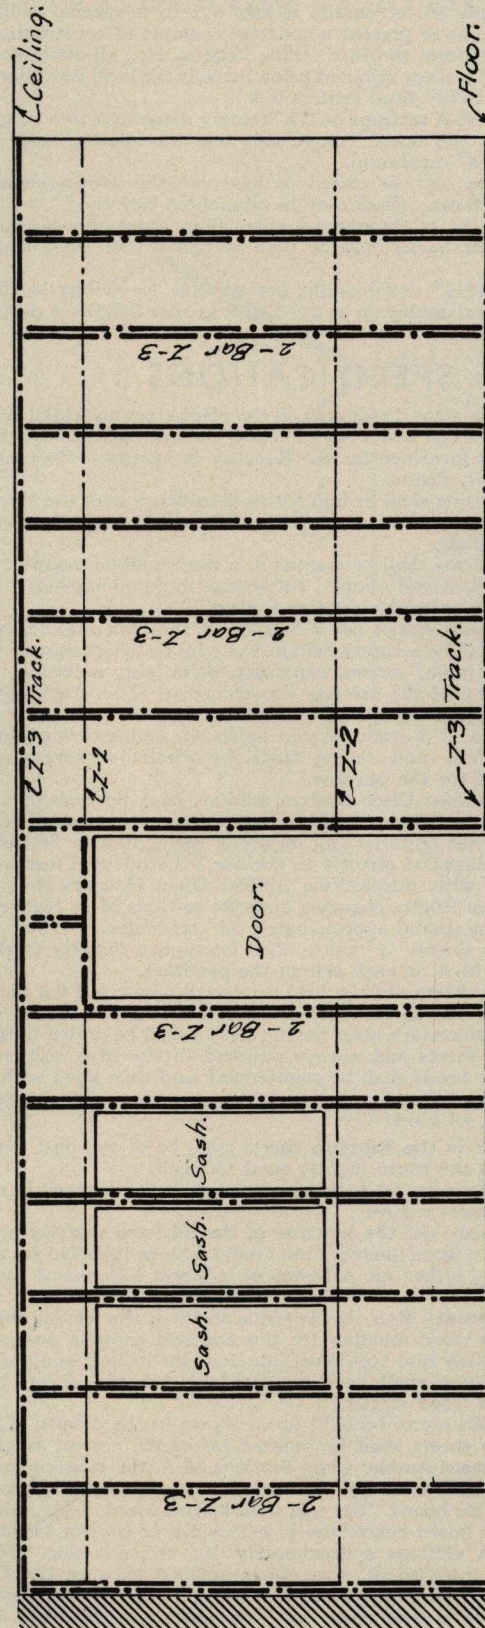 Ceiling.
Z-3 Track.
Z-2
2-Bar Z-3
2-Bar Z-3
2-Bar Z-3
2-Bar Z-3
Sash.
Sash.
Sash.
Door.
Z-2
Z-3 Track.
Floor.